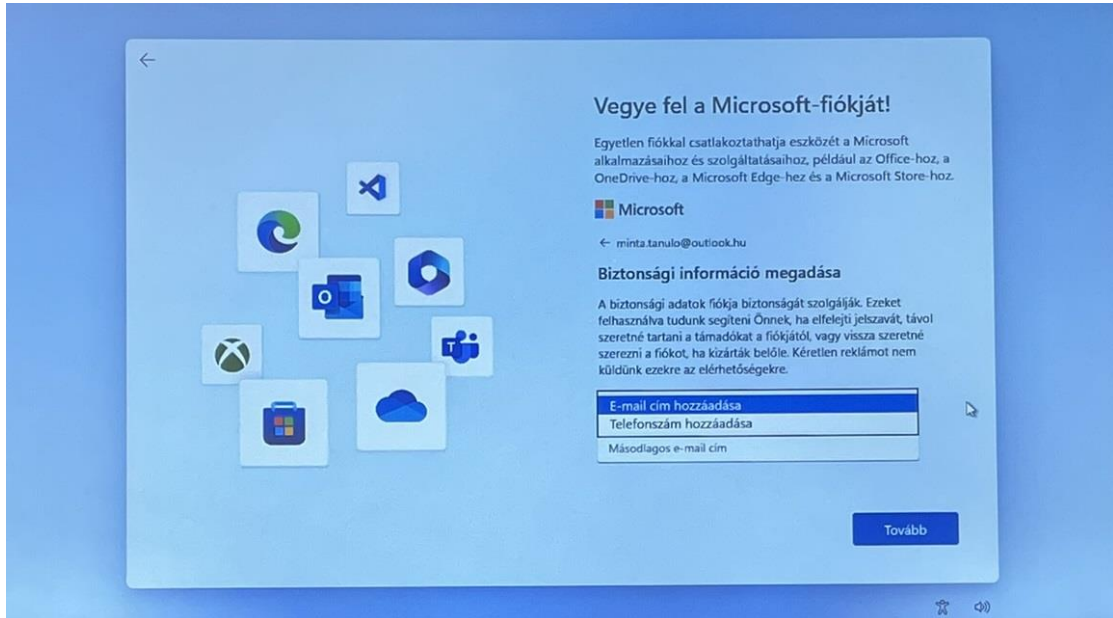 Vegye fel a Microsoft-fiókját!
Egyetlen fiókkal csatlakoztathatja eszközét a Microsoft
alkalmazásaihoz és szolgáltatásaihoz, például az Office-hoz, a
OneDrive-hoz, a Microsoft Edge-hez és a Microsoft Store-hoz.
Microsoft
← minta.tanulo@outlook.hu
Biztonsági információ megadása
A biztonsági adatok fiókja biztonságát szolgálják. Ezeket
felhasználva tudunk segíteni Önnek, ha elfelejti jelszavát, távol
szeretné tartani a támadókat a fiókjától, vagy vissza szeretné
szerezni a fiókot, ha kizárták belőle. Kéretlen reklámot nem
küldünk ezekre az elérhetőségekre.
E-mail cím hozzáadása
Telefonszám hozzáadása
Másodlagos e-mail cím
Tovább